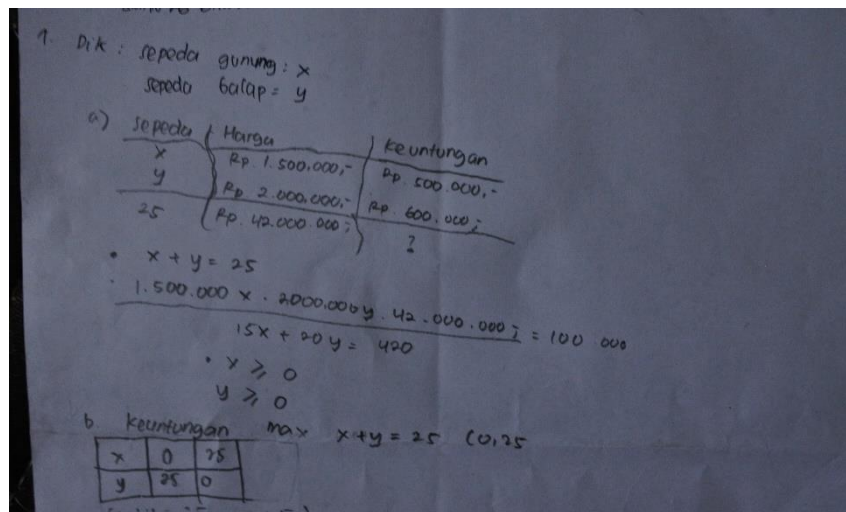 1. Dik : sepeda gunung : x
sepeda balap = y
a) sepeda Harga Keuntungan
x Rp. 1.500.000,- Rp. 500.000,-
y Rp. 2.000.000,- Rp. 600.000;
25 Rp. 42.000.000; ?
• x + y = 25
• 1.500.000 x . 2000.000y . 42.000.000; = 100.000
15x + 20y = 420
• x ≥ 0
y ≥ 0
b. Keuntungan max x+y = 25 (0,25
x 0 25
y 25 0